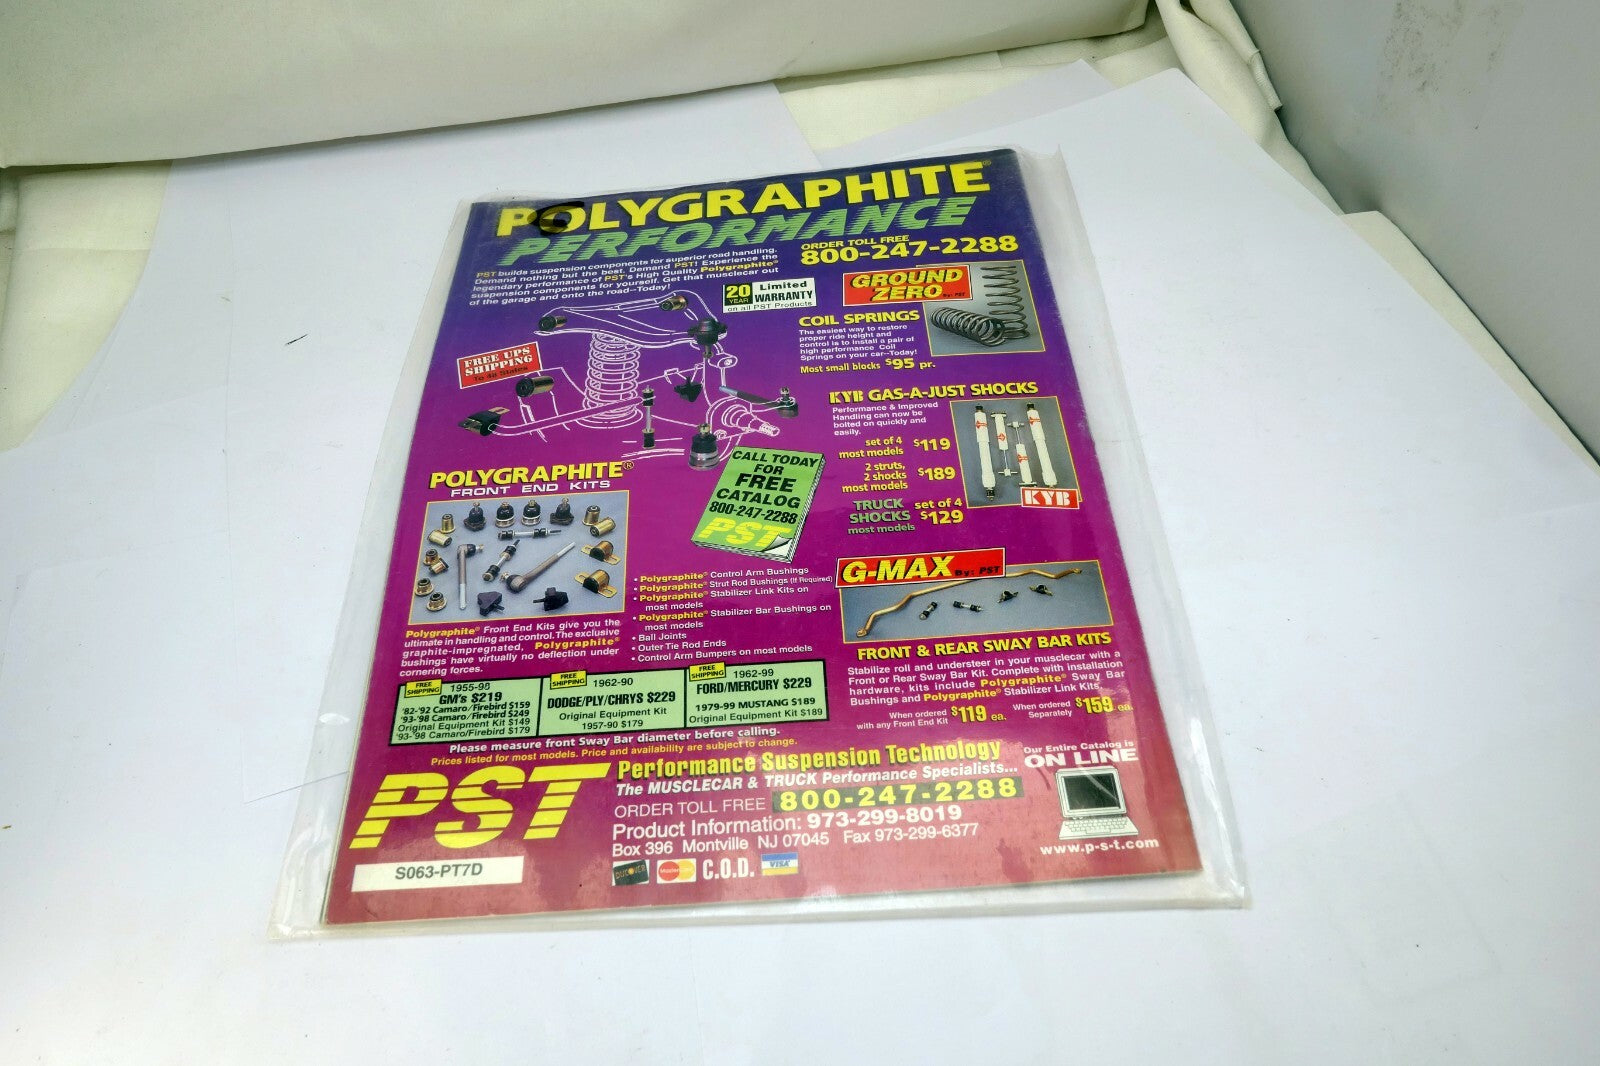 POLYGRAPHITE®
PERFORMANCE
PST builds suspension components for superior road handling.
Demand nothing but the best. Demand PST! Experience the
legendary performance of PST's High Quality Polygraphite®
suspension components for yourself. Get that musclecar out
of the garage and onto the road--Today!
ORDER TOLL FREE
800-247-2288
20 YEAR Limited
WARRANTY
on all PST Products
FREE UPS
SHIPPING
To 48 States
GROUND
ZERO
By: PST
COIL SPRINGS
The easiest way to restore
proper ride height and
control is to install a pair of
high performance Coil
Springs on your car--Today!
Most small blocks $95 pr.
KYB GAS-A-JUST SHOCKS
Performance & Improved
Handling can now be
bolted on quickly and
easily.
set of 4
most models $119
2 struts,
2 shocks $189
most models
TRUCK SHOCKS set of 4 $129
most models
KYB
CALL TODAY
FOR
FREE
CATALOG
800-247-2288
PST
POLYGRAPHITE®
FRONT END KITS
Polygraphite® Front End Kits give you the
ultimate in handling and control. The exclusive
graphite-impregnated, Polygraphite®
bushings have virtually no deflection under
cornering forces.
• Polygraphite® Control Arm Bushings
• Polygraphite® Strut Rod Bushings (If Required)
• Polygraphite® Stabilizer Link Kits on
most models
• Polygraphite® Stabilizer Bar Bushings on
most models
• Ball Joints
• Outer Tie Rod Ends
• Control Arm Bumpers on most models
G-MAX By: PST
FRONT & REAR SWAY BAR KITS
Stabilize roll and understeer in your musclecar with a
Front or Rear Sway Bar Kit. Complete with installation
hardware, kits include Polygraphite® Sway Bar
Bushings and Polygraphite® Stabilizer Link Kits.
When ordered
with any Front End Kit $119 ea.
When ordered
Separately $159 ea.
FREE SHIPPING
1955-98
GM's $219
'82-'92 Camaro/Firebird $159
'93-'98 Camaro/Firebird $249
Original Equipment Kit $149
'93-'98 Camaro/Firebird $179
FREE SHIPPING
1962-90
DODGE/PLY/CHRYS $229
Original Equipment Kit
1957-90 $179
FREE SHIPPING
1962-99
FORD/MERCURY $229
1979-99 MUSTANG $189
Original Equipment Kit $189
Please measure front Sway Bar diameter before calling.
Prices listed for most models. Price and availability are subject to change.
PST
Performance Suspension Technology
The MUSCLECAR & TRUCK Performance Specialists...
ORDER TOLL FREE 800-247-2288
Product Information: 973-299-8019
Box 396 Montville NJ 07045 Fax 973-299-6377
DISCOVER MasterCard C.O.D. VISA
Our Entire Catalog is
ON LINE
www.p-s-t.com
S063-PT7D